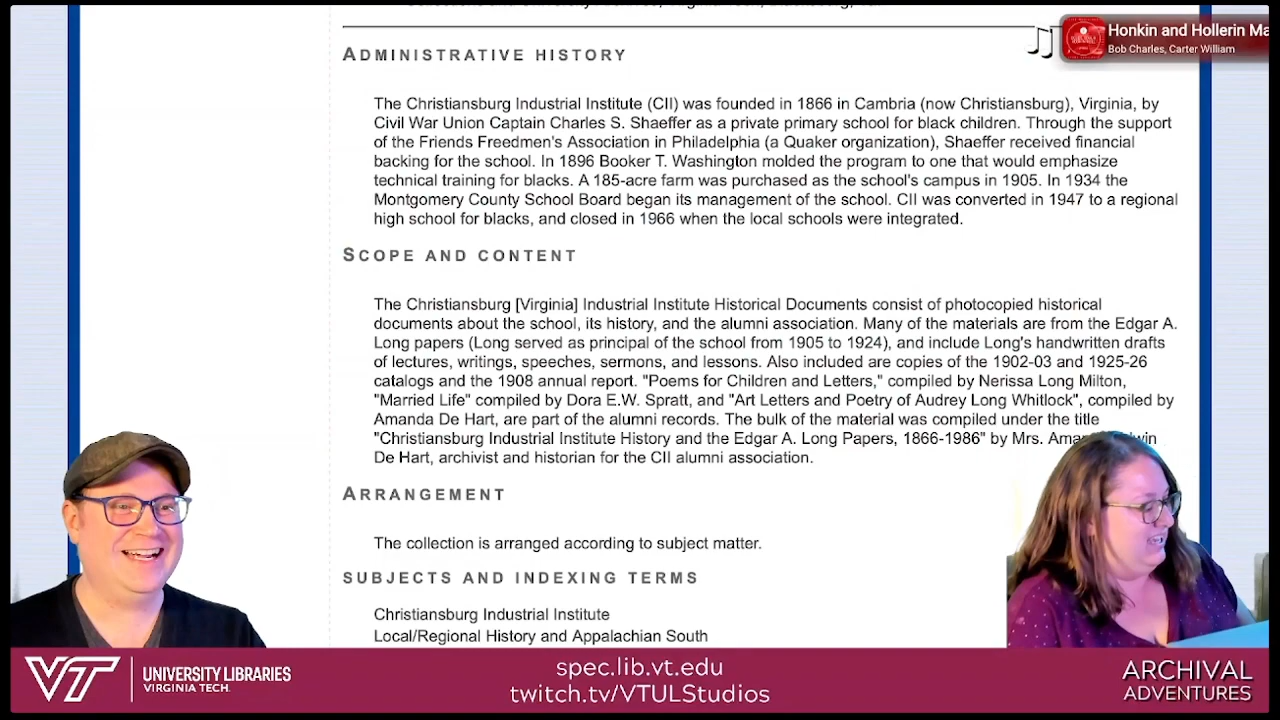 Honkin and Hollerin Ma
Bob Charles, Carter William
ADMINISTRATIVE HISTORY
The Christiansburg Industrial Institute (CII) was founded in 1866 in Cambria (now Christiansburg), Virginia, by
Civil War Union Captain Charles S. Shaeffer as a private primary school for black children. Through the support
of the Friends Freedmen's Association in Philadelphia (a Quaker organization), Shaeffer received financial
backing for the school. In 1896 Booker T. Washington molded the program to one that would emphasize
technical training for blacks. A 185-acre farm was purchased as the school's campus in 1905. In 1934 the
Montgomery County School Board began its management of the school. CII was converted in 1947 to a regional
high school for blacks, and closed in 1966 when the local schools were integrated.
SCOPE AND CONTENT
The Christiansburg [Virginia] Industrial Institute Historical Documents consist of photocopied historical
documents about the school, its history, and the alumni association. Many of the materials are from the Edgar A.
Long papers (Long served as principal of the school from 1905 to 1924), and include Long's handwritten drafts
of lectures, writings, speeches, sermons, and lessons. Also included are copies of the 1902-03 and 1925-26
catalogs and the 1908 annual report. "Poems for Children and Letters," compiled by Nerissa Long Milton,
"Married Life" compiled by Dora E.W. Spratt, and "Art Letters and Poetry of Audrey Long Whitlock", compiled by
Amanda De Hart, are part of the alumni records. The bulk of the material was compiled under the title
"Christiansburg Industrial Institute History and the Edgar A. Long Papers, 1866-1986" by Mrs.
De Hart, archivist and historian for the CII alumni association.
ARRANGEMENT
The collection is arranged according to subject matter.
SUBJECTS AND INDEXING TERMS
Christiansburg Industrial Institute
Local/Regional History and Appalachian South
VT UNIVERSITY LIBRARIES
VIRGINIA TECH.
spec.lib.vt.edu
twitch.tv/VTULStudios
ARCHIVAL
ADVENTURES